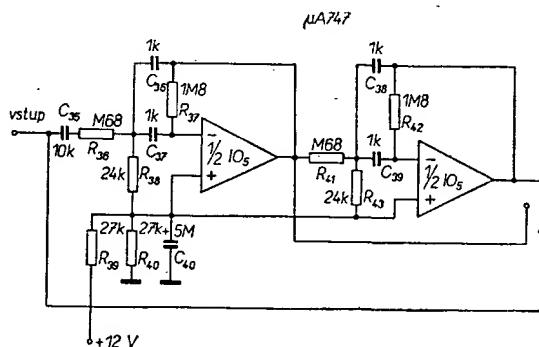 μA747
1k
C₃₆
1M8
R₃₇
vstup
C₃₅
10k
M68
R₃₆
1k
C₃₇
24k
R₃₈
−
+
1/2 IO₅
27k
R₃₉
27k
R₄₀
+
5M
C₄₀
+12 V
M68
R₄₁
1k
C₃₈
1M8
R₄₂
1k
C₃₉
24k
R₄₃
−
+
1/2 IO₅